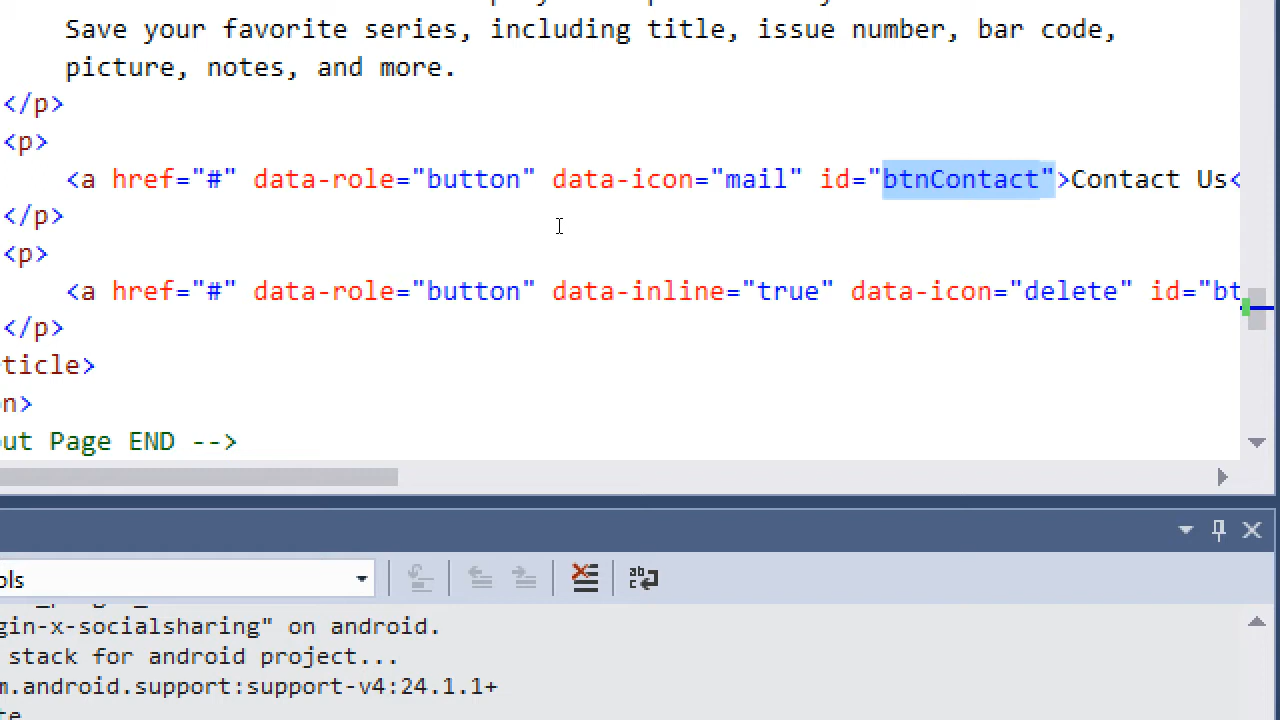 Save your favorite series, including title, issue number, bar code,
picture, notes, and more.
</p>
<p>
<a href="#" data-role="button" data-icon="mail" id="btnContact">Contact Us<
</p>
<p>
<a href="#" data-role="button" data-inline="true" data-icon="delete" id="bt
</p>
ticle>
n>
ut Page END -->
ols
gin-x-socialsharing" on android.
stack for android project...
m.android.support:support-v4:24.1.1+
te